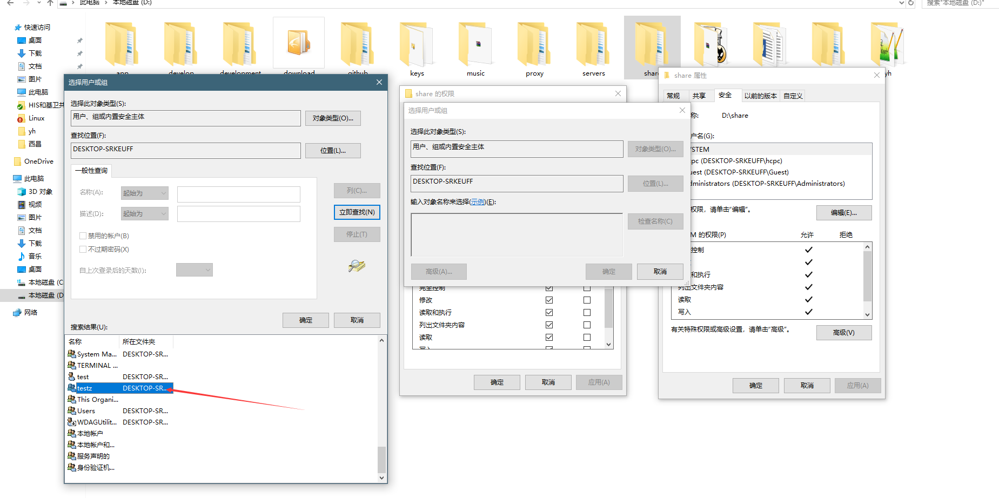 此电脑 › 本地磁盘 (D:)
搜索"本地磁盘 (D:)"
快速访问
桌面
下载
文档
图片
此电脑
HIS和基卫共
Linux
yh
西昌
OneDrive
此电脑
3D 对象
视频
图片
文档
下载
音乐
桌面
本地磁盘 (C
本地磁盘 (D
网络
app
develop
development
download
github
keys
music
proxy
servers
share
yh
选择用户或组
选择此对象类型(S):
用户、组或内置安全主体
对象类型(O)...
查找位置(F):
DESKTOP-SRKEUFF
位置(L)...
一般性查询
名称(A):
起始为
描述(D):
起始为
禁用的帐户(B)
不过期密码(X)
自上次登录后的天数(I):
列(C)...
立即查找(N)
停止(T)
确定
取消
搜索结果(U):
名称 所在文件夹
System Ma... DESKTOP-SR...
TERMINAL ...
test DESKTOP-SR...
testz DESKTOP-SR...
This Organi...
Users DESKTOP-SR...
WDAGUtilit... DESKTOP-SR...
本地帐户
本地帐户和...
服务声明的
身份验证机...
share 的权限
选择用户或组
选择此对象类型(S):
用户、组或内置安全主体
对象类型(O)...
查找位置(F):
DESKTOP-SRKEUFF
位置(L)...
输入对象名称来选择(示例)(E):
检查名称(C)
高级(A)...
确定
取消
完全控制
修改
读取和执行
列出文件夹内容
读取
写入
确定
取消
应用(A)
share 属性
常规
共享
安全
以前的版本
自定义
称: D:\share
户名(G):
STEM
pc (DESKTOP-SRKEUFF\hcpc)
uest (DESKTOP-SRKEUFF\Guest)
dministrators (DESKTOP-SRKEUFF\Administrators)
权限，请单击"编辑"。
编辑(E)...
M 的权限(P) 允许 拒绝
控制
和执行
列出文件夹内容
读取
写入
有关特殊权限或高级设置，请单击"高级"。
高级(V)
确定
取消
应用(A)